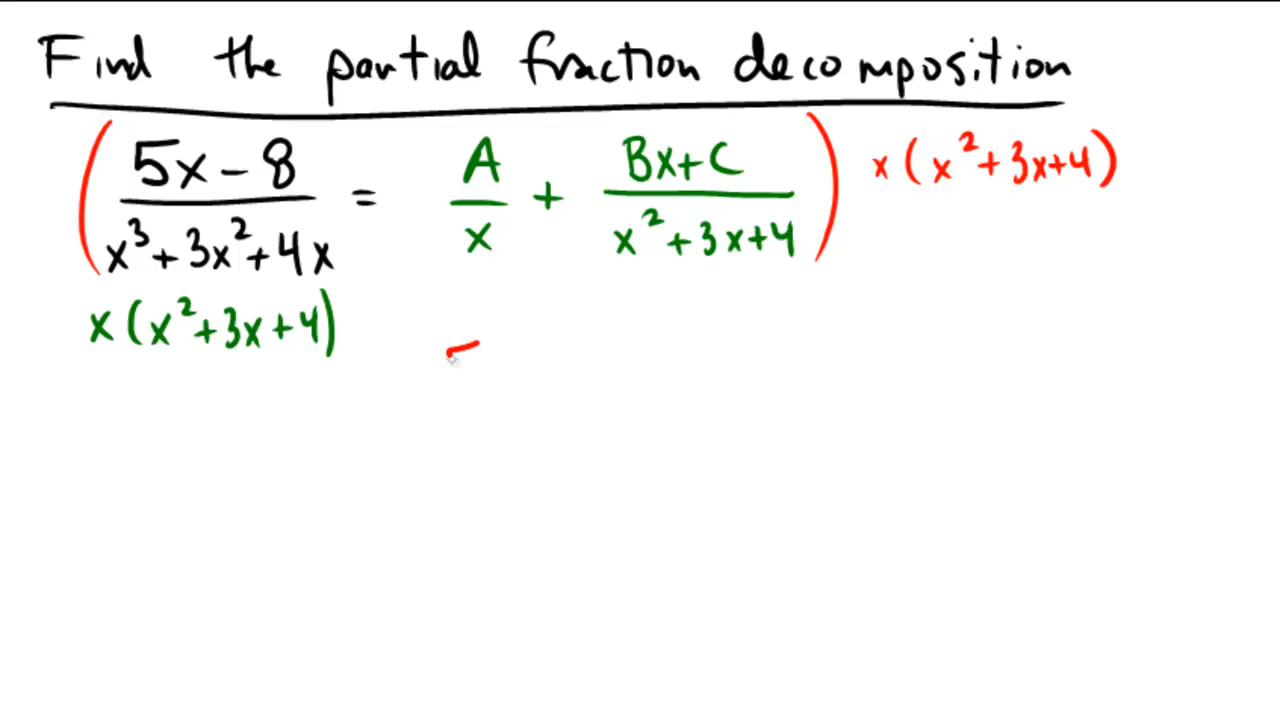 Find the partial fraction decomposition
(5x-8 / x³+3x²+4x = A/x + Bx+C / x²+3x+4) x(x²+3x+4)
x(x²+3x+4)